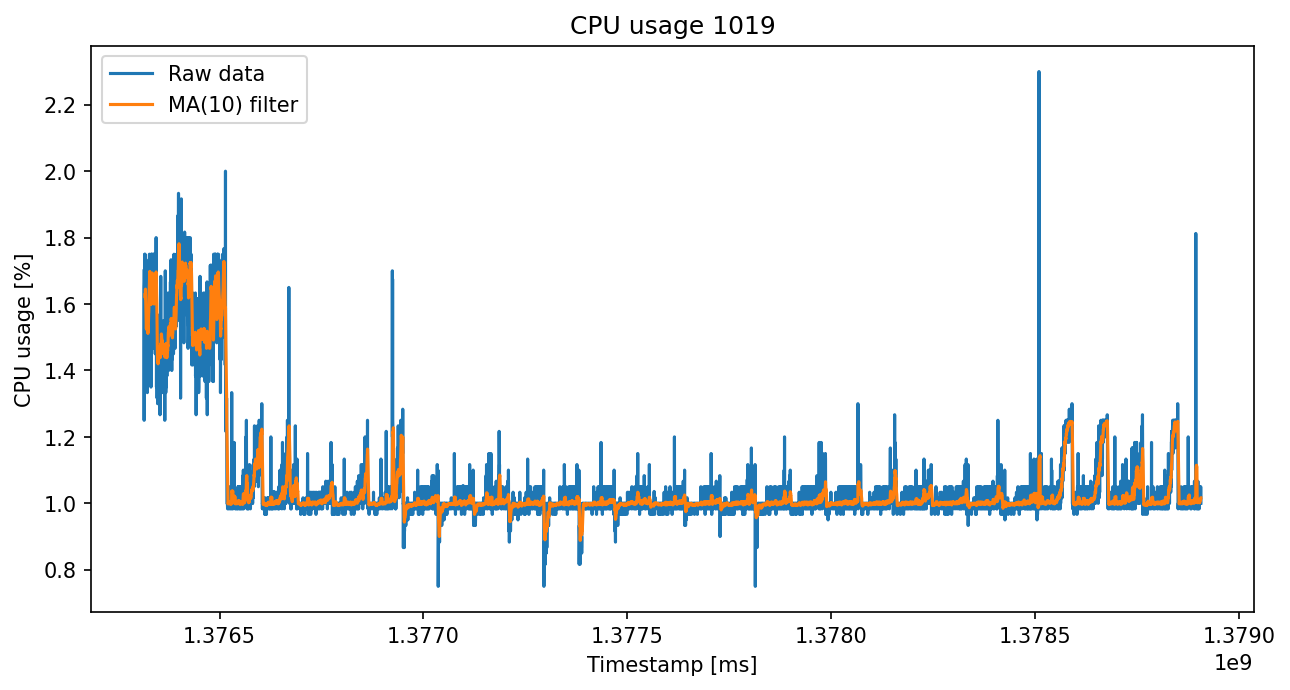 CPU usage 1019
Raw data
MA(10) filter
CPU usage [%]
2.2
2.0
1.8
1.6
1.4
1.2
1.0
0.8
1.3765 1.3770 1.3775 1.3780 1.3785 1.3790
1e9
Timestamp [ms]